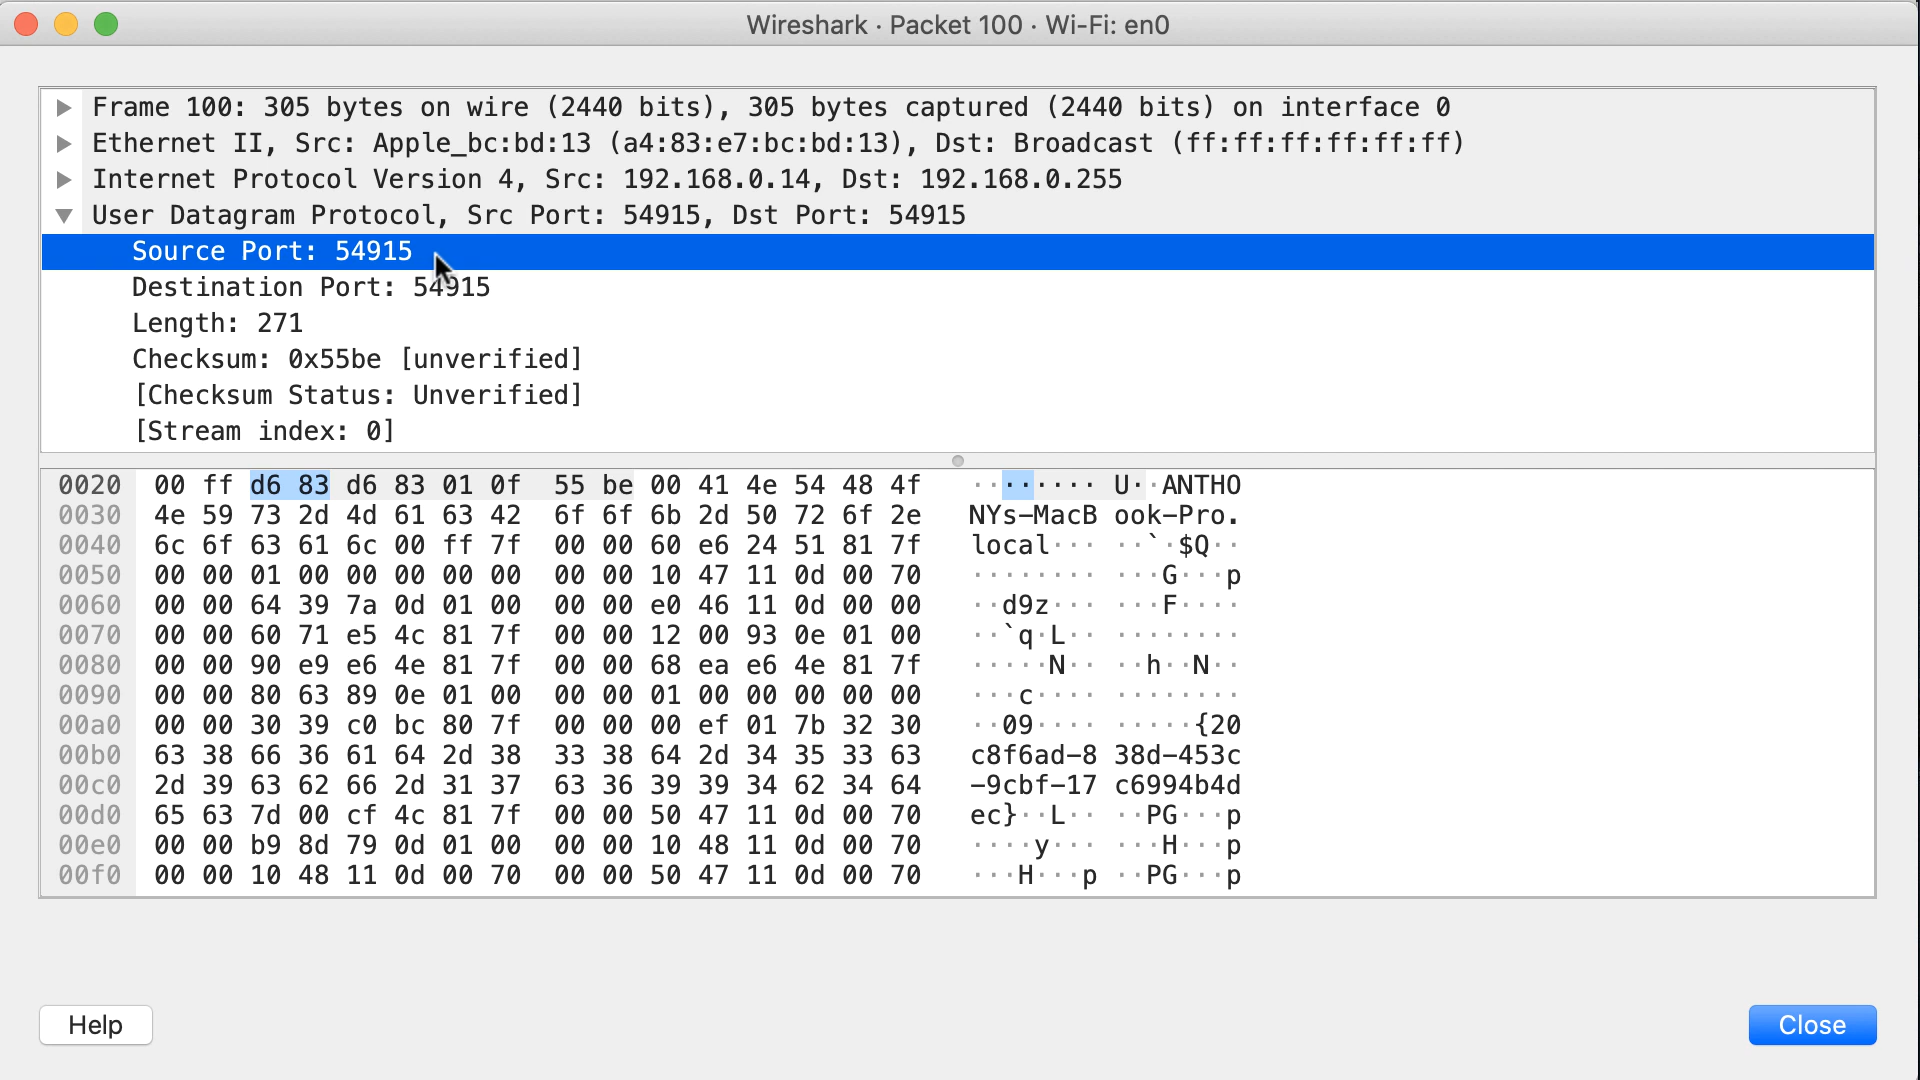 Wireshark · Packet 100 · Wi-Fi: en0
Frame 100: 305 bytes on wire (2440 bits), 305 bytes captured (2440 bits) on interface 0
Ethernet II, Src: Apple_bc:bd:13 (a4:83:e7:bc:bd:13), Dst: Broadcast (ff:ff:ff:ff:ff:ff)
Internet Protocol Version 4, Src: 192.168.0.14, Dst: 192.168.0.255
User Datagram Protocol, Src Port: 54915, Dst Port: 54915
Source Port: 54915
Destination Port: 54915
Length: 271
Checksum: 0x55be [unverified]
[Checksum Status: Unverified]
[Stream index: 0]
0020 00 ff d6 83 d6 83 01 0f 55 be 00 41 4e 54 48 4f ········ U··ANTHO
0030 4e 59 73 2d 4d 61 63 42 6f 6f 6b 2d 50 72 6f 2e NYs-MacB ook-Pro.
0040 6c 6f 63 61 6c 00 ff 7f 00 00 60 e6 24 51 81 7f local··· ··`·$Q··
0050 00 00 01 00 00 00 00 00 00 00 10 47 11 0d 00 70 ········ ···G···p
0060 00 00 64 39 7a 0d 01 00 00 00 e0 46 11 0d 00 00 ··d9z··· ···F····
0070 00 00 60 71 e5 4c 81 7f 00 00 12 00 93 0e 01 00 ··`q·L·· ········
0080 00 00 90 e9 e6 4e 81 7f 00 00 68 ea e6 4e 81 7f ·····N·· ··h··N··
0090 00 00 80 63 89 0e 01 00 00 00 01 00 00 00 00 00 ···c···· ········
00a0 00 00 30 39 c0 bc 80 7f 00 00 00 ef 01 7b 32 30 ··09···· ·····{20
00b0 63 38 66 36 61 64 2d 38 33 38 64 2d 34 35 33 63 c8f6ad-8 38d-453c
00c0 2d 39 63 62 66 2d 31 37 63 36 39 39 34 62 34 64 -9cbf-17 c6994b4d
00d0 65 63 7d 00 cf 4c 81 7f 00 00 50 47 11 0d 00 70 ec}··L·· ··PG···p
00e0 00 00 b9 8d 79 0d 01 00 00 00 10 48 11 0d 00 70 ····y··· ···H···p
00f0 00 00 10 48 11 0d 00 70 00 00 50 47 11 0d 00 70 ···H···p ··PG···p
Help
Close